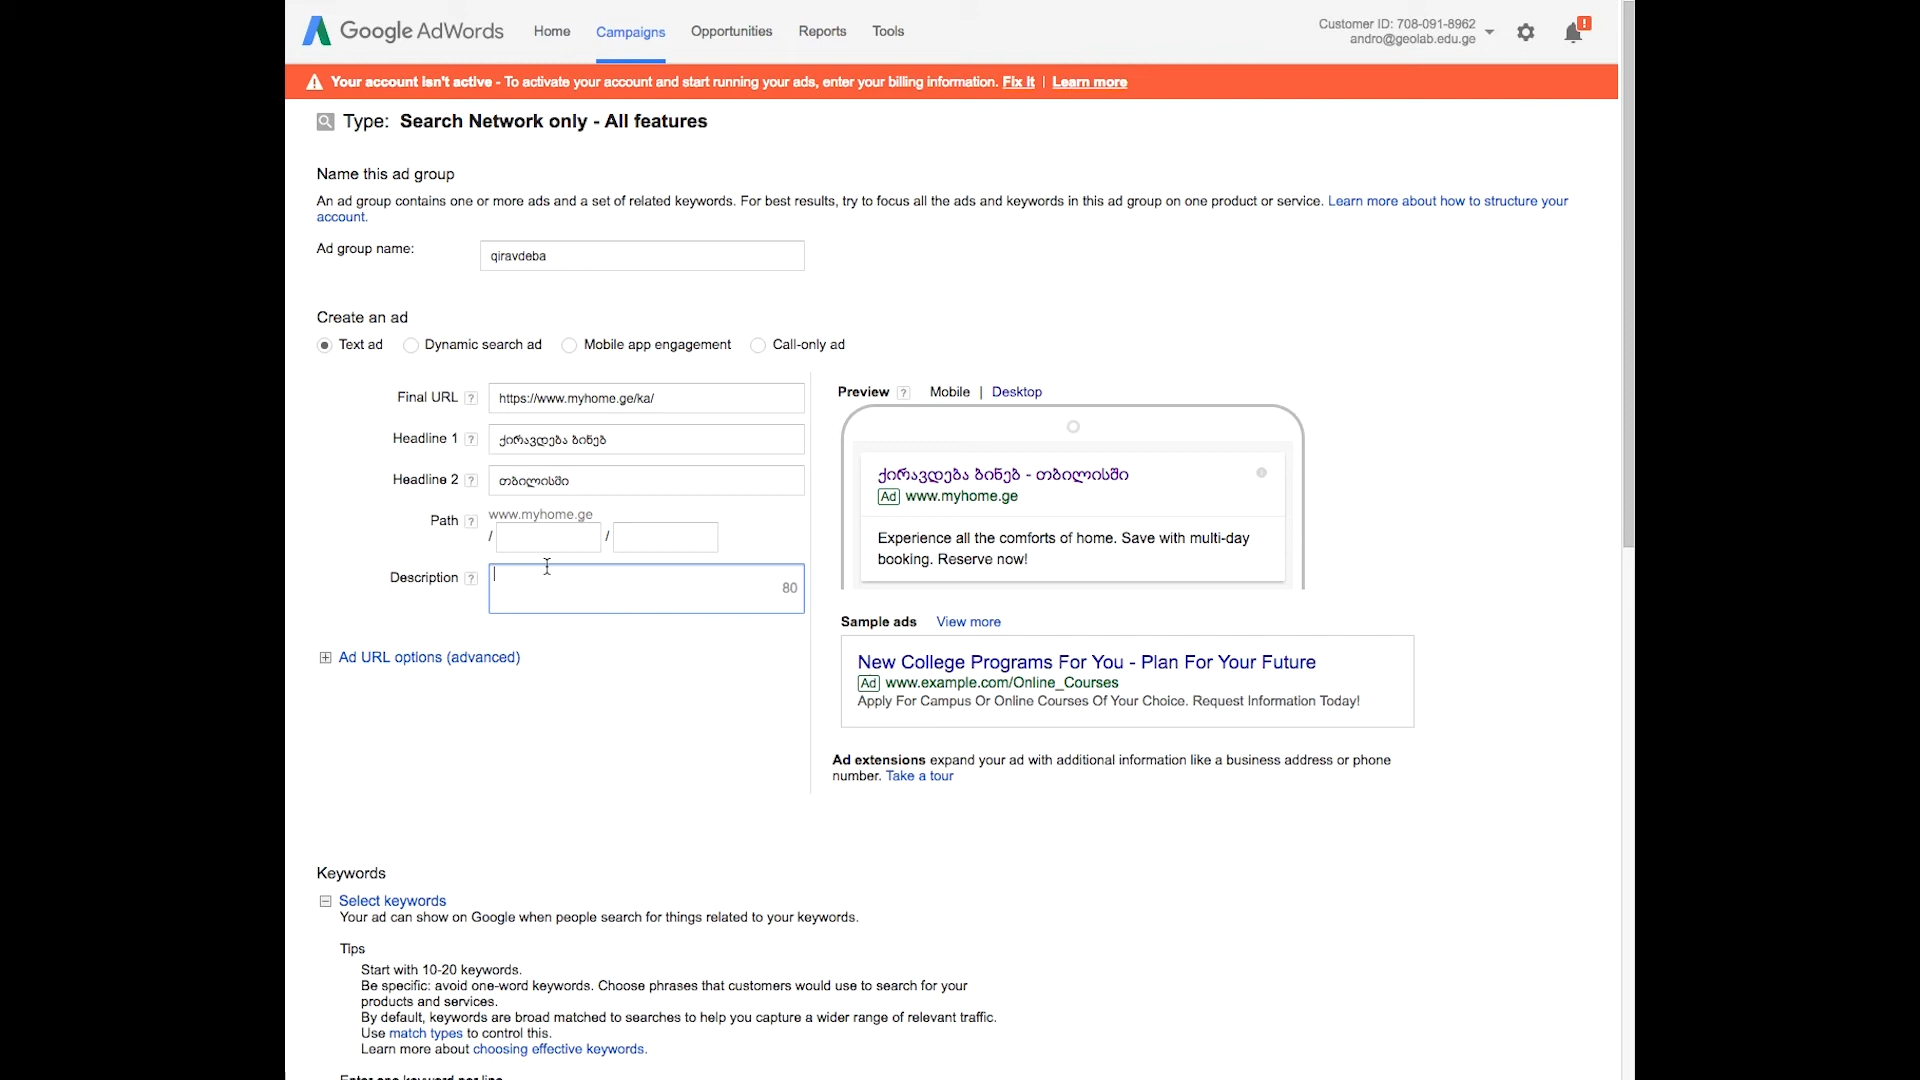 Google AdWords Home Campaigns Opportunities Reports Tools
Customer ID: 708-091-8962
andro@geolab.edu.ge
!
Your account isn't active - To activate your account and start running your ads, enter your billing information. Fix it | Learn more
Type: Search Network only - All features
Name this ad group
An ad group contains one or more ads and a set of related keywords. For best results, try to focus all the ads and keywords in this ad group on one product or service. Learn more about how to structure your
account.
Ad group name: qiravdeba
Create an ad
Text ad Dynamic search ad Mobile app engagement Call-only ad
Final URL ? https://www.myhome.ge/ka/
Headline 1 ? ქირავდება ბინებ
Headline 2 ? თბილისში
Path ? www.myhome.ge
/ /
Description ? 80
Ad URL options (advanced)
Preview ? Mobile | Desktop
ქირავდება ბინებ - თბილისში
Ad www.myhome.ge
Experience all the comforts of home. Save with multi-day
booking. Reserve now!
Sample ads View more
New College Programs For You - Plan For Your Future
Ad www.example.com/Online_Courses
Apply For Campus Or Online Courses Of Your Choice. Request Information Today!
Ad extensions expand your ad with additional information like a business address or phone
number. Take a tour
Keywords
Select keywords
Your ad can show on Google when people search for things related to your keywords.
Tips
Start with 10-20 keywords.
Be specific: avoid one-word keywords. Choose phrases that customers would use to search for your
products and services.
By default, keywords are broad matched to searches to help you capture a wider range of relevant traffic.
Use match types to control this.
Learn more about choosing effective keywords.
Enter one keyword per line